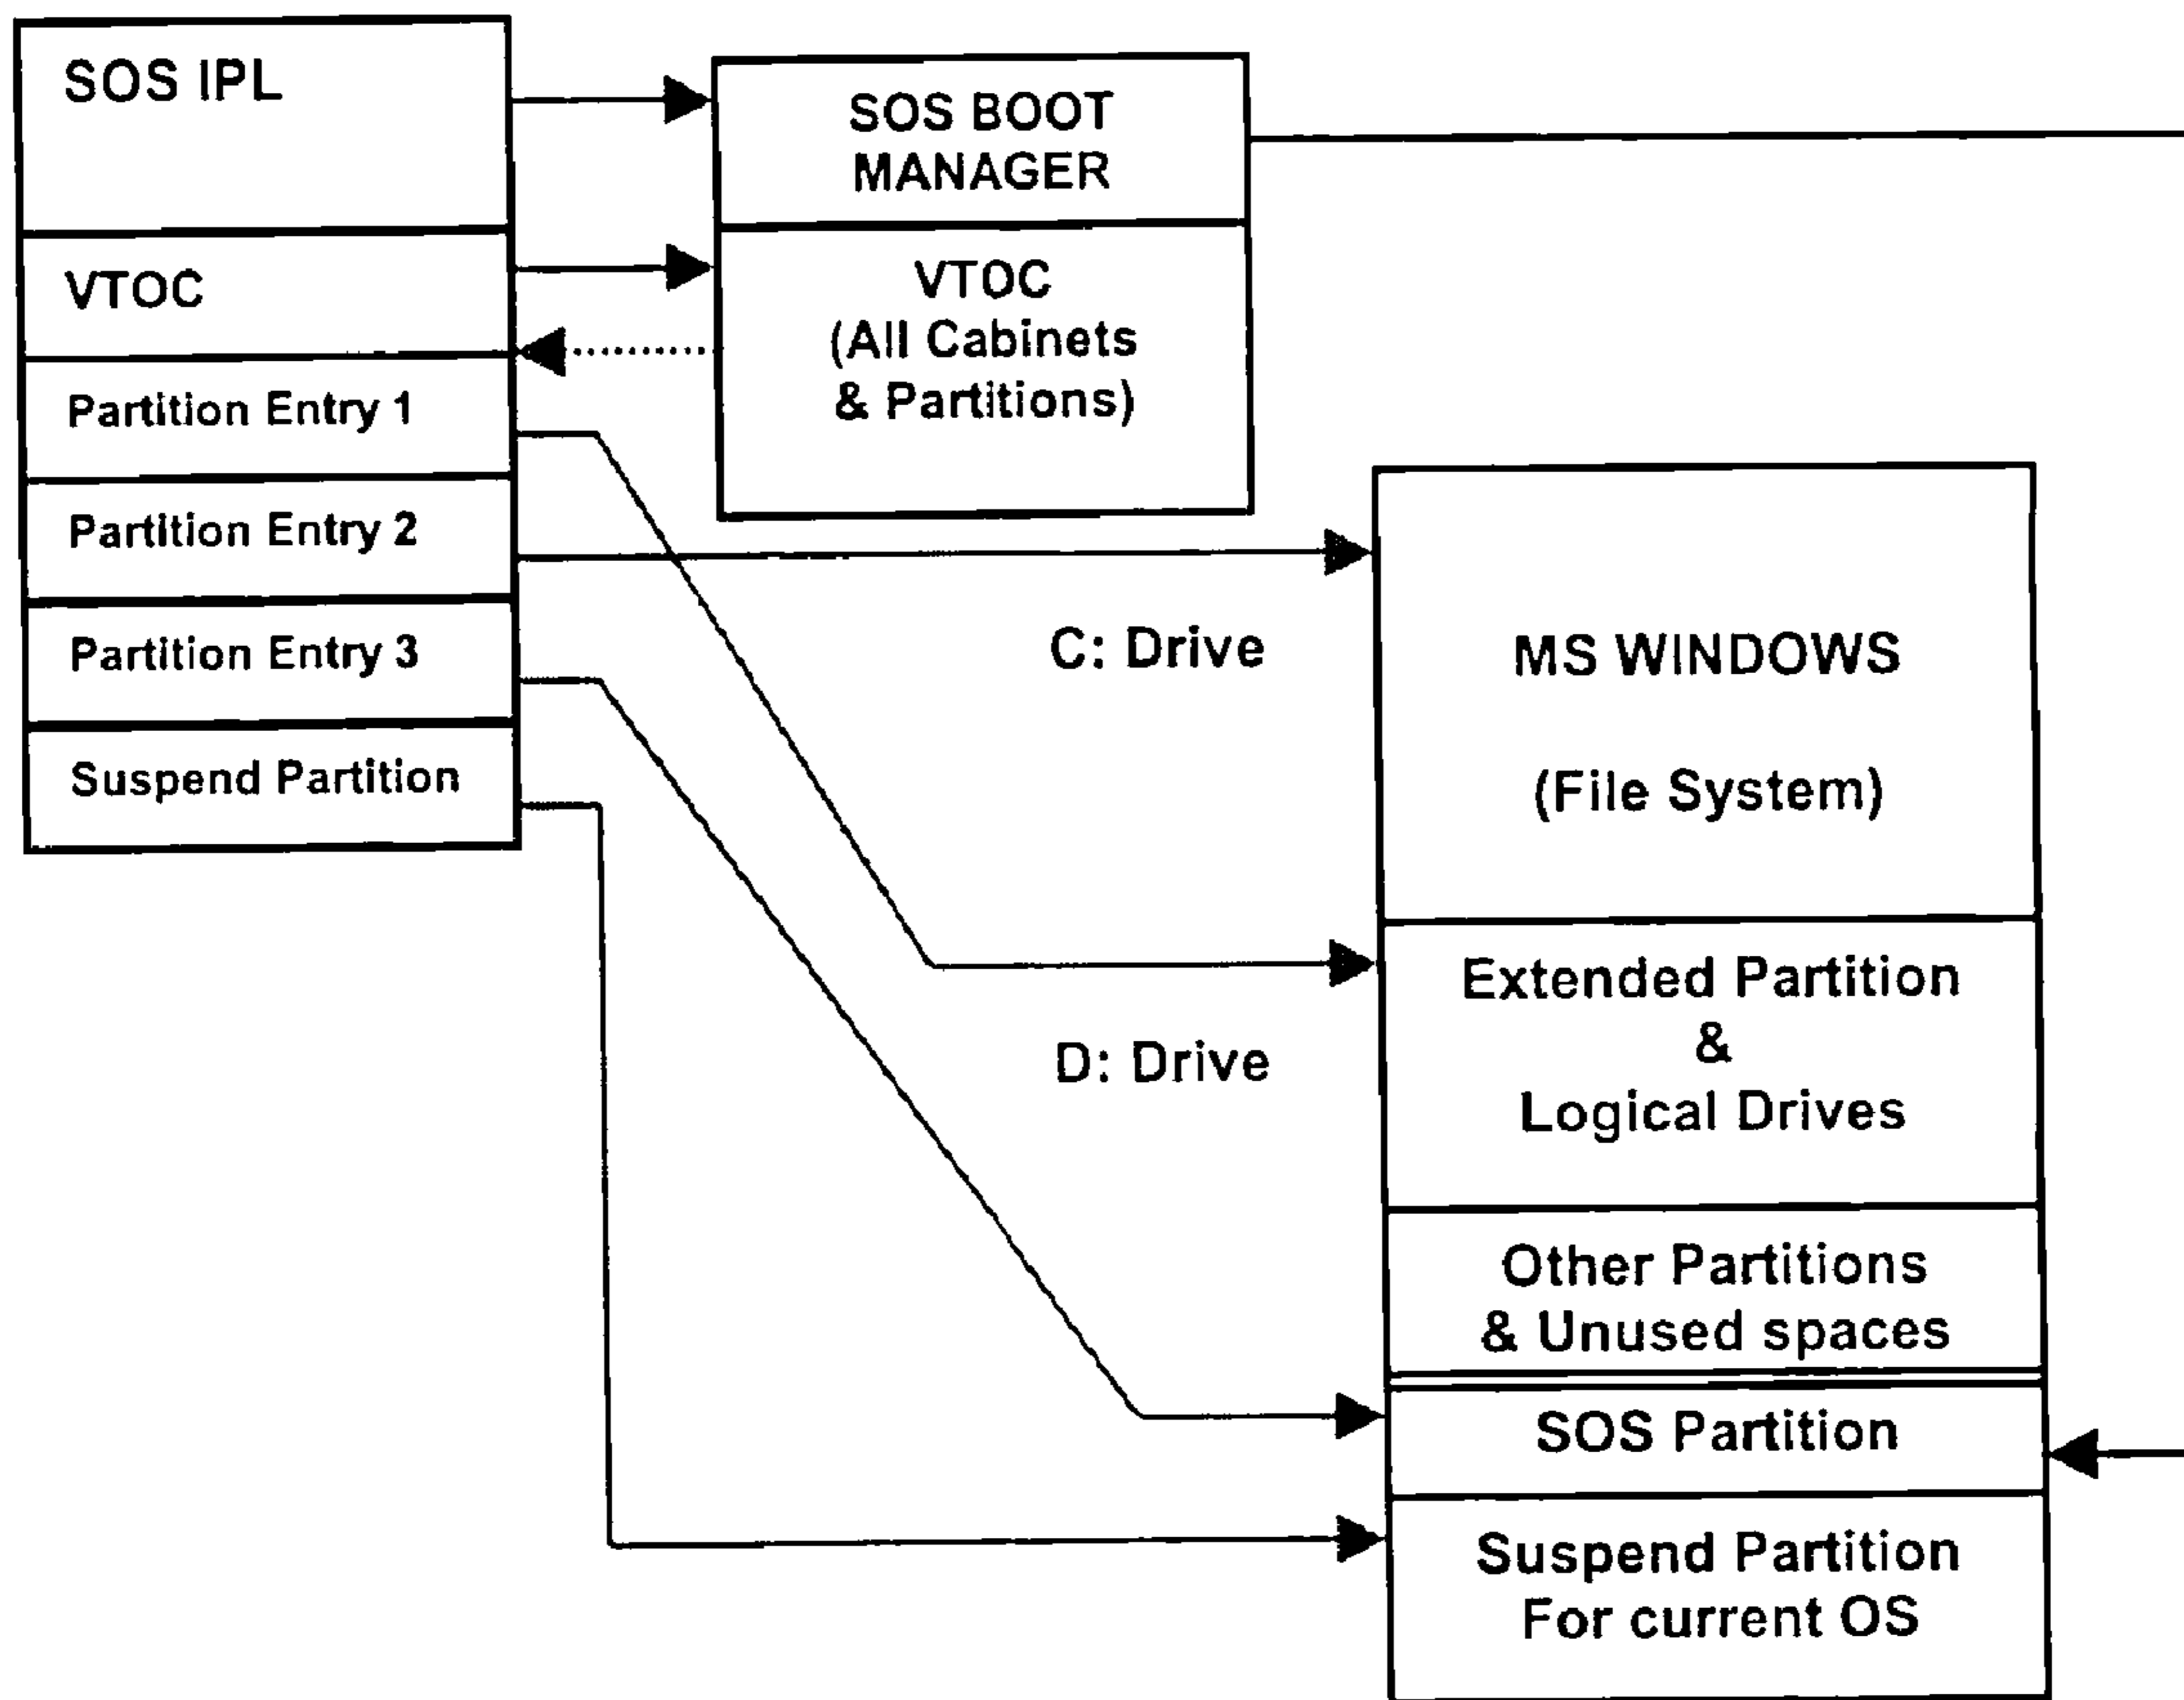 SOS IPL
VTOC
Partition Entry 1
Partition Entry 2
Partition Entry 3
Suspend Partition
SOS BOOT
MANAGER
VTOC
(All Cabinets
& Partitions)
C: Drive
D: Drive
MS WINDOWS
(File System)
Extended Partition
&
Logical Drives
Other Partitions
& Unused spaces
SOS Partition
Suspend Partition
For current OS